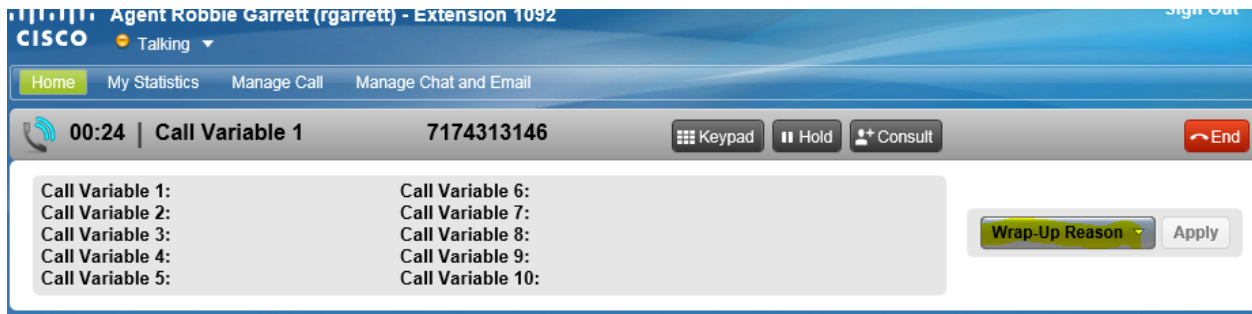 Agent Robbie Garrett (rgarrett) - Extension 1092
Sign Out
CISCO
Talking
Home My Statistics Manage Call Manage Chat and Email
00:24 | Call Variable 1 7174313146 Keypad Hold Consult End
Call Variable 1: Call Variable 6:
Call Variable 2: Call Variable 7:
Call Variable 3: Call Variable 8:
Call Variable 4: Call Variable 9:
Call Variable 5: Call Variable 10:
Wrap-Up Reason Apply